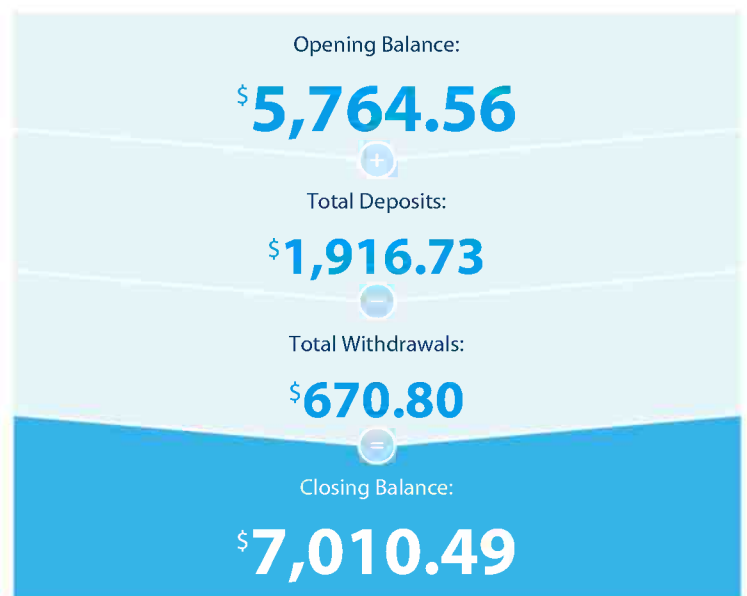 Opening Balance:
$5,764.56
+
Total Deposits:
$1,916.73
−
Total Withdrawals:
$670.80
=
Closing Balance:
$7,010.49